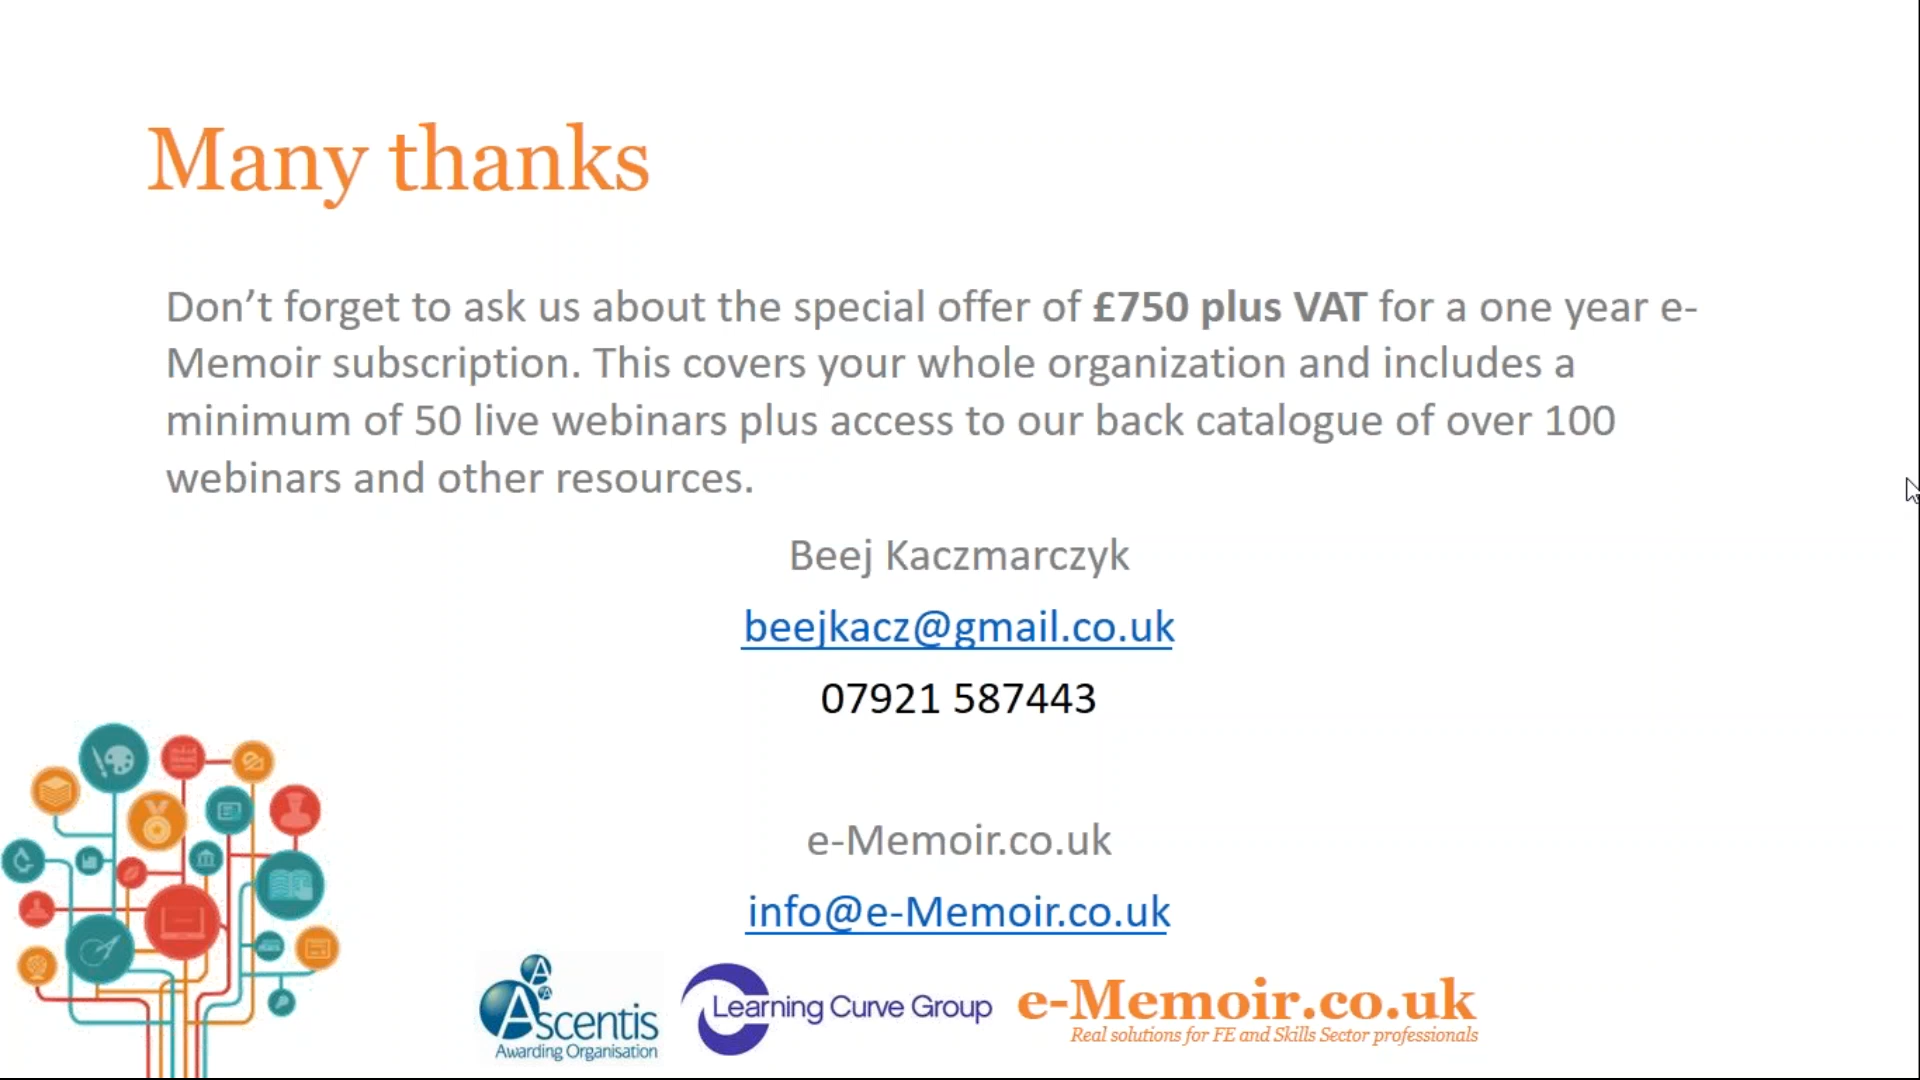 Many thanks
Don’t forget to ask us about the special offer of £750 plus VAT for a one year e-
Memoir subscription. This covers your whole organization and includes a
minimum of 50 live webinars plus access to our back catalogue of over 100
webinars and other resources.
Beej Kaczmarczyk
beejkacz@gmail.co.uk
07921 587443
e-Memoir.co.uk
info@e-Memoir.co.uk
Ascentis
Awarding Organisation
Learning Curve Group
e-Memoir.co.uk
Real solutions for FE and Skills Sector professionals